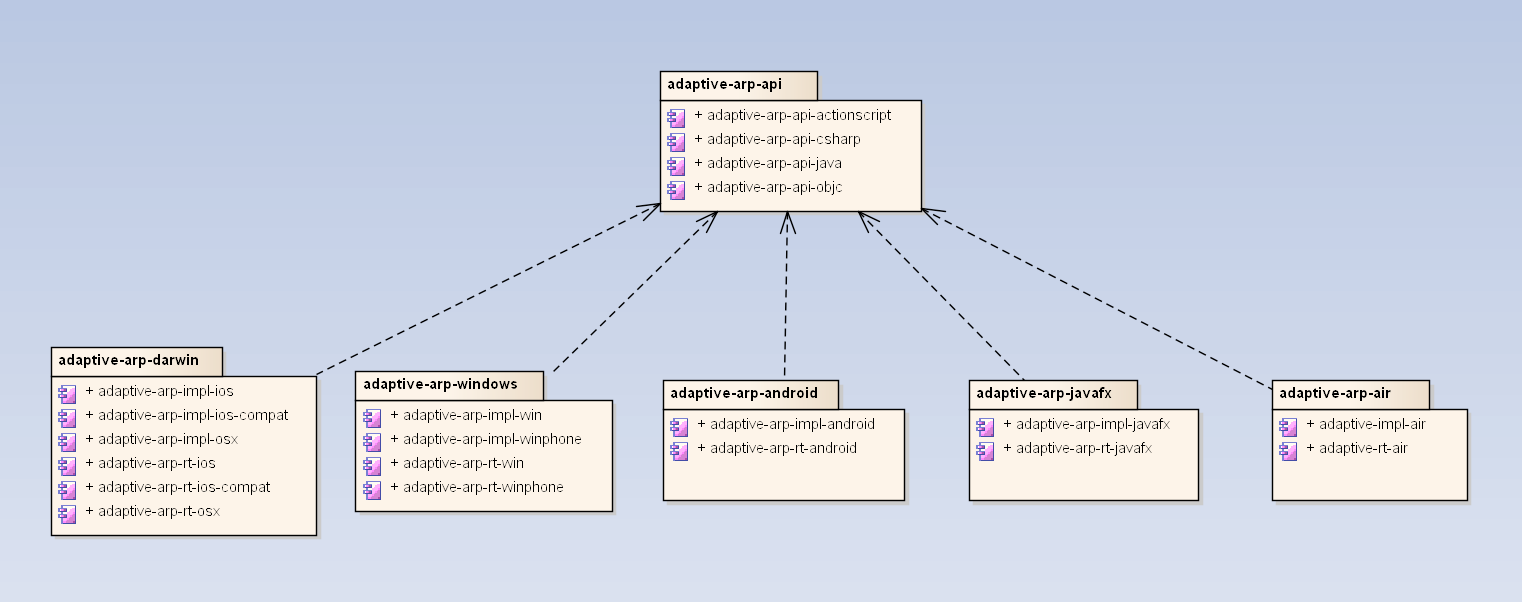 adaptive-arp-api
+ adaptive-arp-api-actionscript
+ adaptive-arp-api-csharp
+ adaptive-arp-api-java
+ adaptive-arp-api-objc
adaptive-arp-darwin
+ adaptive-arp-impl-ios
+ adaptive-arp-impl-ios-compat
+ adaptive-arp-impl-osx
+ adaptive-arp-rt-ios
+ adaptive-arp-rt-ios-compat
+ adaptive-arp-rt-osx
adaptive-arp-windows
+ adaptive-arp-impl-win
+ adaptive-arp-impl-winphone
+ adaptive-arp-rt-win
+ adaptive-arp-rt-winphone
adaptive-arp-android
+ adaptive-arp-impl-android
+ adaptive-arp-rt-android
adaptive-arp-javafx
+ adaptive-arp-impl-javafx
+ adaptive-arp-rt-javafx
adaptive-arp-air
+ adaptive-impl-air
+ adaptive-rt-air